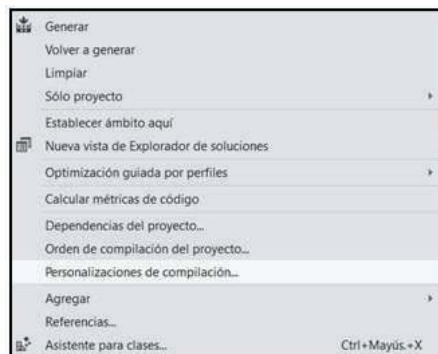 Generar
Volver a generar
Limpiar
Sólo proyecto
Establecer ámbito aquí
Nueva vista de Explorador de soluciones
Optimización guiada por perfiles
Calcular métricas de código
Dependencias del proyecto...
Orden de compilación del proyecto...
Personalizaciones de compilación...
Agregar
Referencias...
Asistente para clases... Ctrl+Mayús.+X